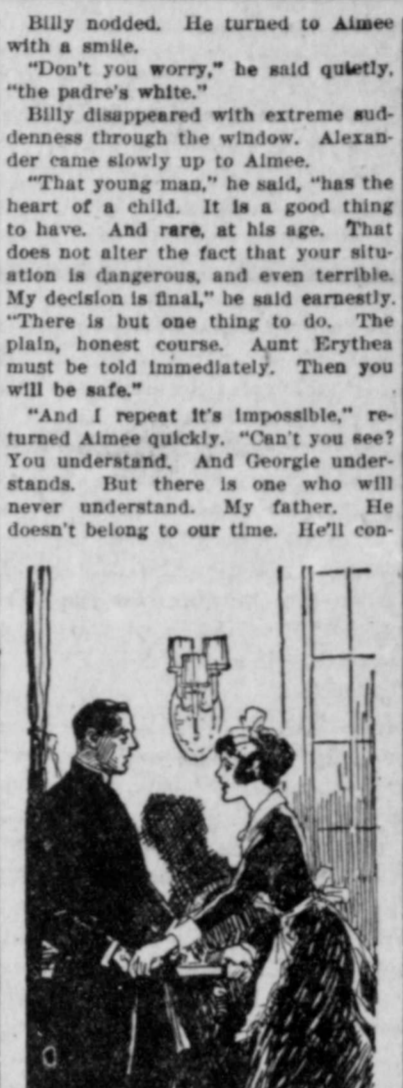 Billy nodded. He turned to Aimee
with a smile.
"Don't you worry," he said quietly,
"the padre's white."
Billy disappeared with extreme sud-
denness through the window. Alexan-
der came slowly up to Aimee.
"That young man," he said, "has the
heart of a child. It is a good thing
to have. And rare, at his age. That
does not alter the fact that your situ-
ation is dangerous, and even terrible.
My decision is final," he said earnestly.
"There is but one thing to do. The
plain, honest course. Aunt Erythea
must be told immediately. Then you
will be safe."
"And I repeat it's impossible," re-
turned Aimee quickly. "Can't you see?
You understand. And Georgie under-
stands. But there is one who will
never understand. My father. He
doesn't belong to our time. He'll con-